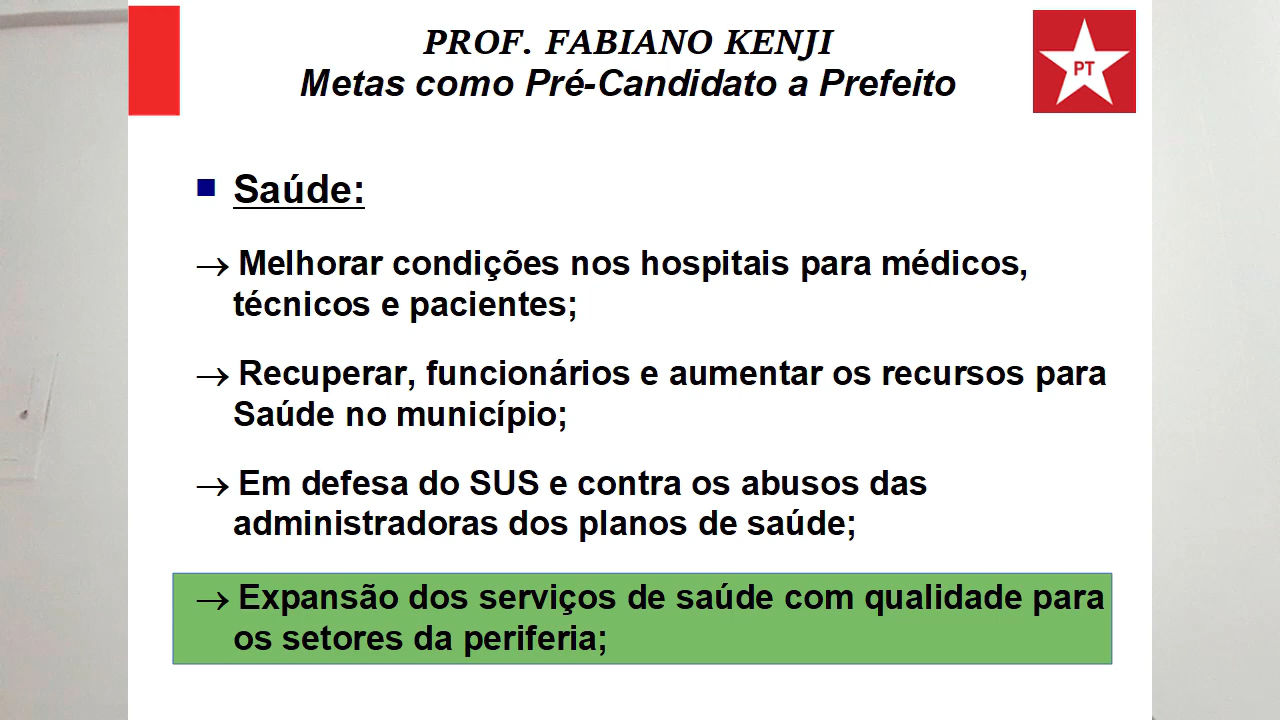 PROF. FABIANO KENJI
Metas como Pré-Candidato a Prefeito
PT
Saúde:
→ Melhorar condições nos hospitais para médicos,
técnicos e pacientes;
→ Recuperar, funcionários e aumentar os recursos para
Saúde no município;
→ Em defesa do SUS e contra os abusos das
administradoras dos planos de saúde;
→ Expansão dos serviços de saúde com qualidade para
os setores da periferia;